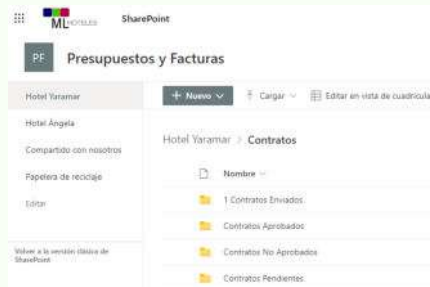 ML HOTELES SharePoint
PF Presupuestos y Facturas
Hotel Yaramar
Hotel Ángela
Compartido con nosotros
Papelera de reciclaje
Editar
Volver a la versión clásica de
SharePoint
+ Nuevo Cargar Editar en vista de cuadrícula
Hotel Yaramar > Contratos
Nombre
1 Contratos Enviados
Contratos Aprobados
Contratos No Aprobados
Contratos Pendientes